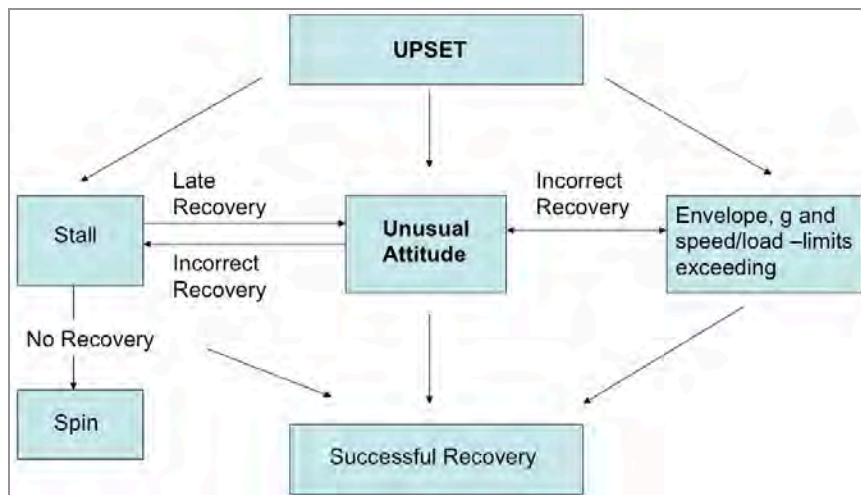 UPSET
Late
Recovery
Incorrect
Recovery
Stall
Unusual
Attitude
Envelope, g and
speed/load –limits
exceeding
Incorrect
Recovery
No Recovery
Spin
Successful Recovery